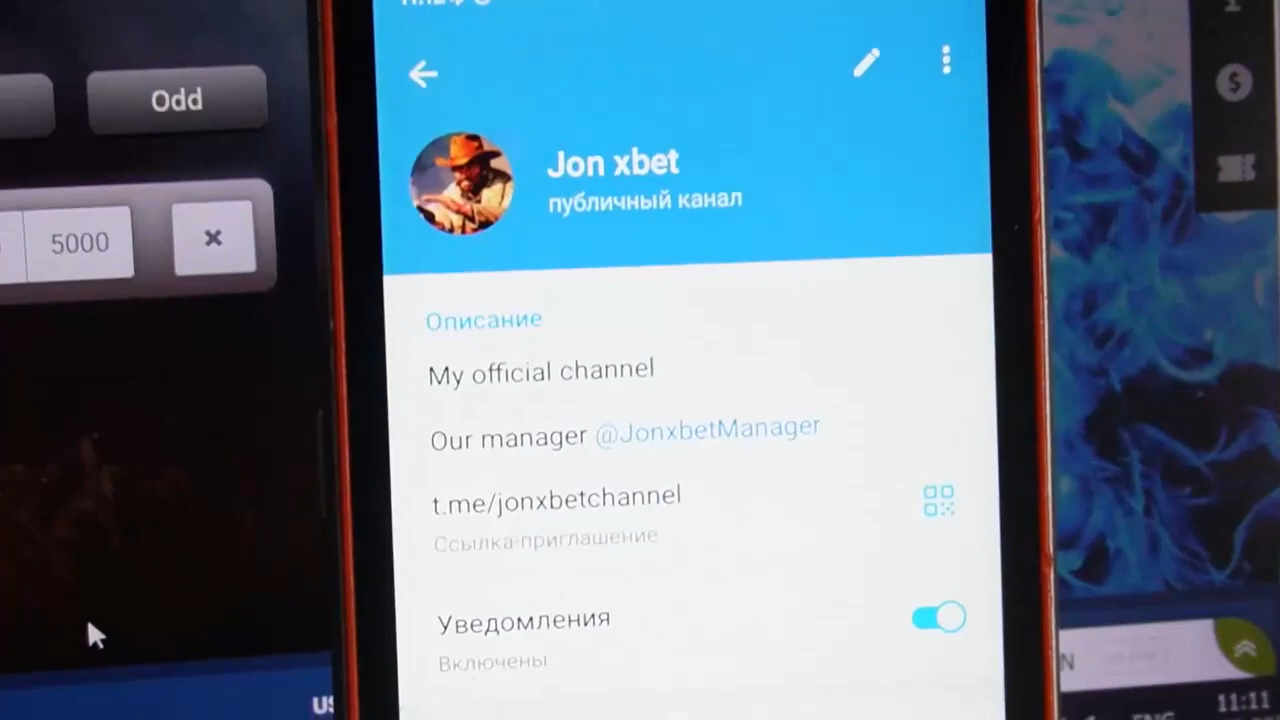 Odd
5000
Jon xbet
публичный канал
Описание
My official channel
Our manager @JonxbetManager
t.me/jonxbetchannel
Ссылка-приглашение
Уведомления
Включены
11:11
ENG